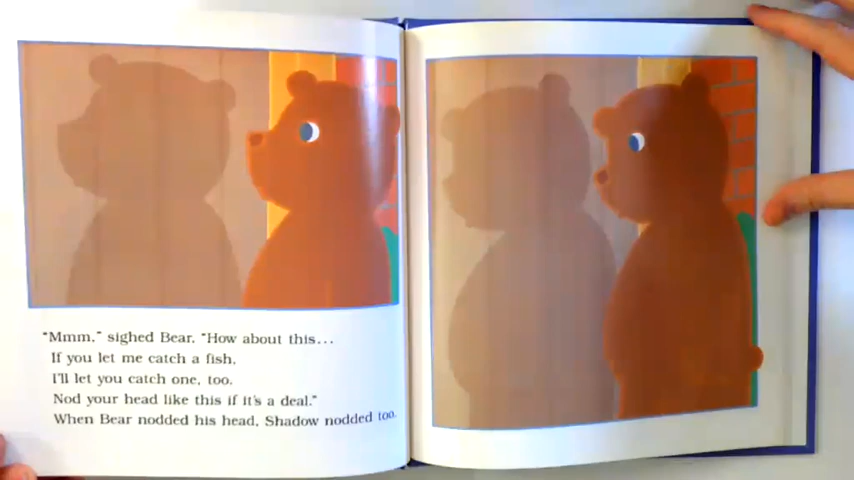 "Mmm," sighed Bear. "How about this...
If you let me catch a fish,
I'll let you catch one, too.
Nod your head like this if it's a deal."
When Bear nodded his head, Shadow nodded too.